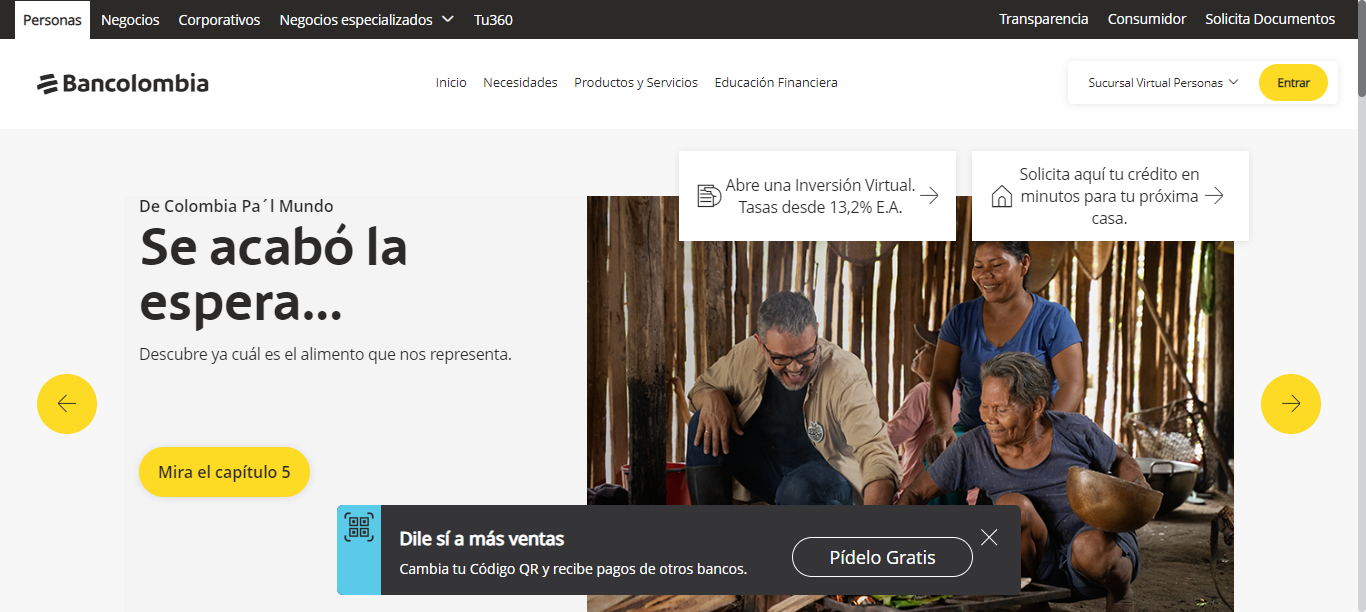 Personas Negocios Corporativos Negocios especializados Tu360 Transparencia Consumidor Solicita Documentos
Bancolombia Inicio Necesidades Productos y Servicios Educación Financiera Sucursal Virtual Personas Entrar
Abre una Inversión Virtual.
Tasas desde 13,2% E.A.
Solicita aquí tu crédito en
minutos para tu próxima
casa.
De Colombia Pa´l Mundo
Se acabó la
espera...
Descubre ya cuál es el alimento que nos representa.
Mira el capítulo 5
Dile sí a más ventas
Cambia tu Código QR y recibe pagos de otros bancos.
Pídelo Gratis